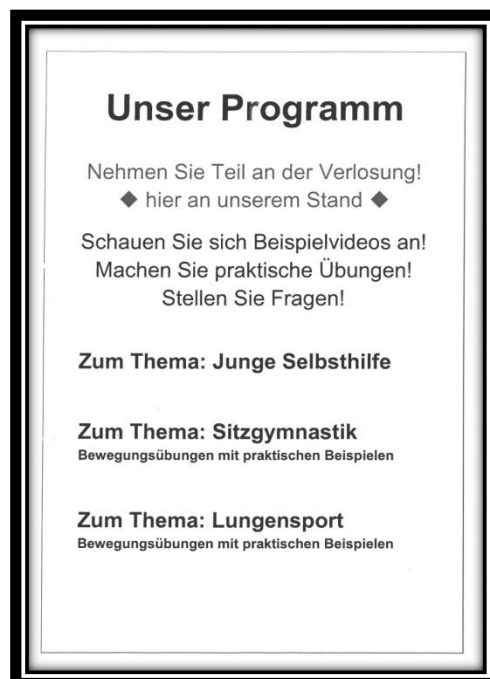 Unser Programm
Nehmen Sie Teil an der Verlosung!
◆ hier an unserem Stand ◆
Schauen Sie sich Beispielvideos an!
Machen Sie praktische Übungen!
Stellen Sie Fragen!
Zum Thema: Junge Selbsthilfe
Zum Thema: Sitzgymnastik
Bewegungsübungen mit praktischen Beispielen
Zum Thema: Lungensport
Bewegungsübungen mit praktischen Beispielen